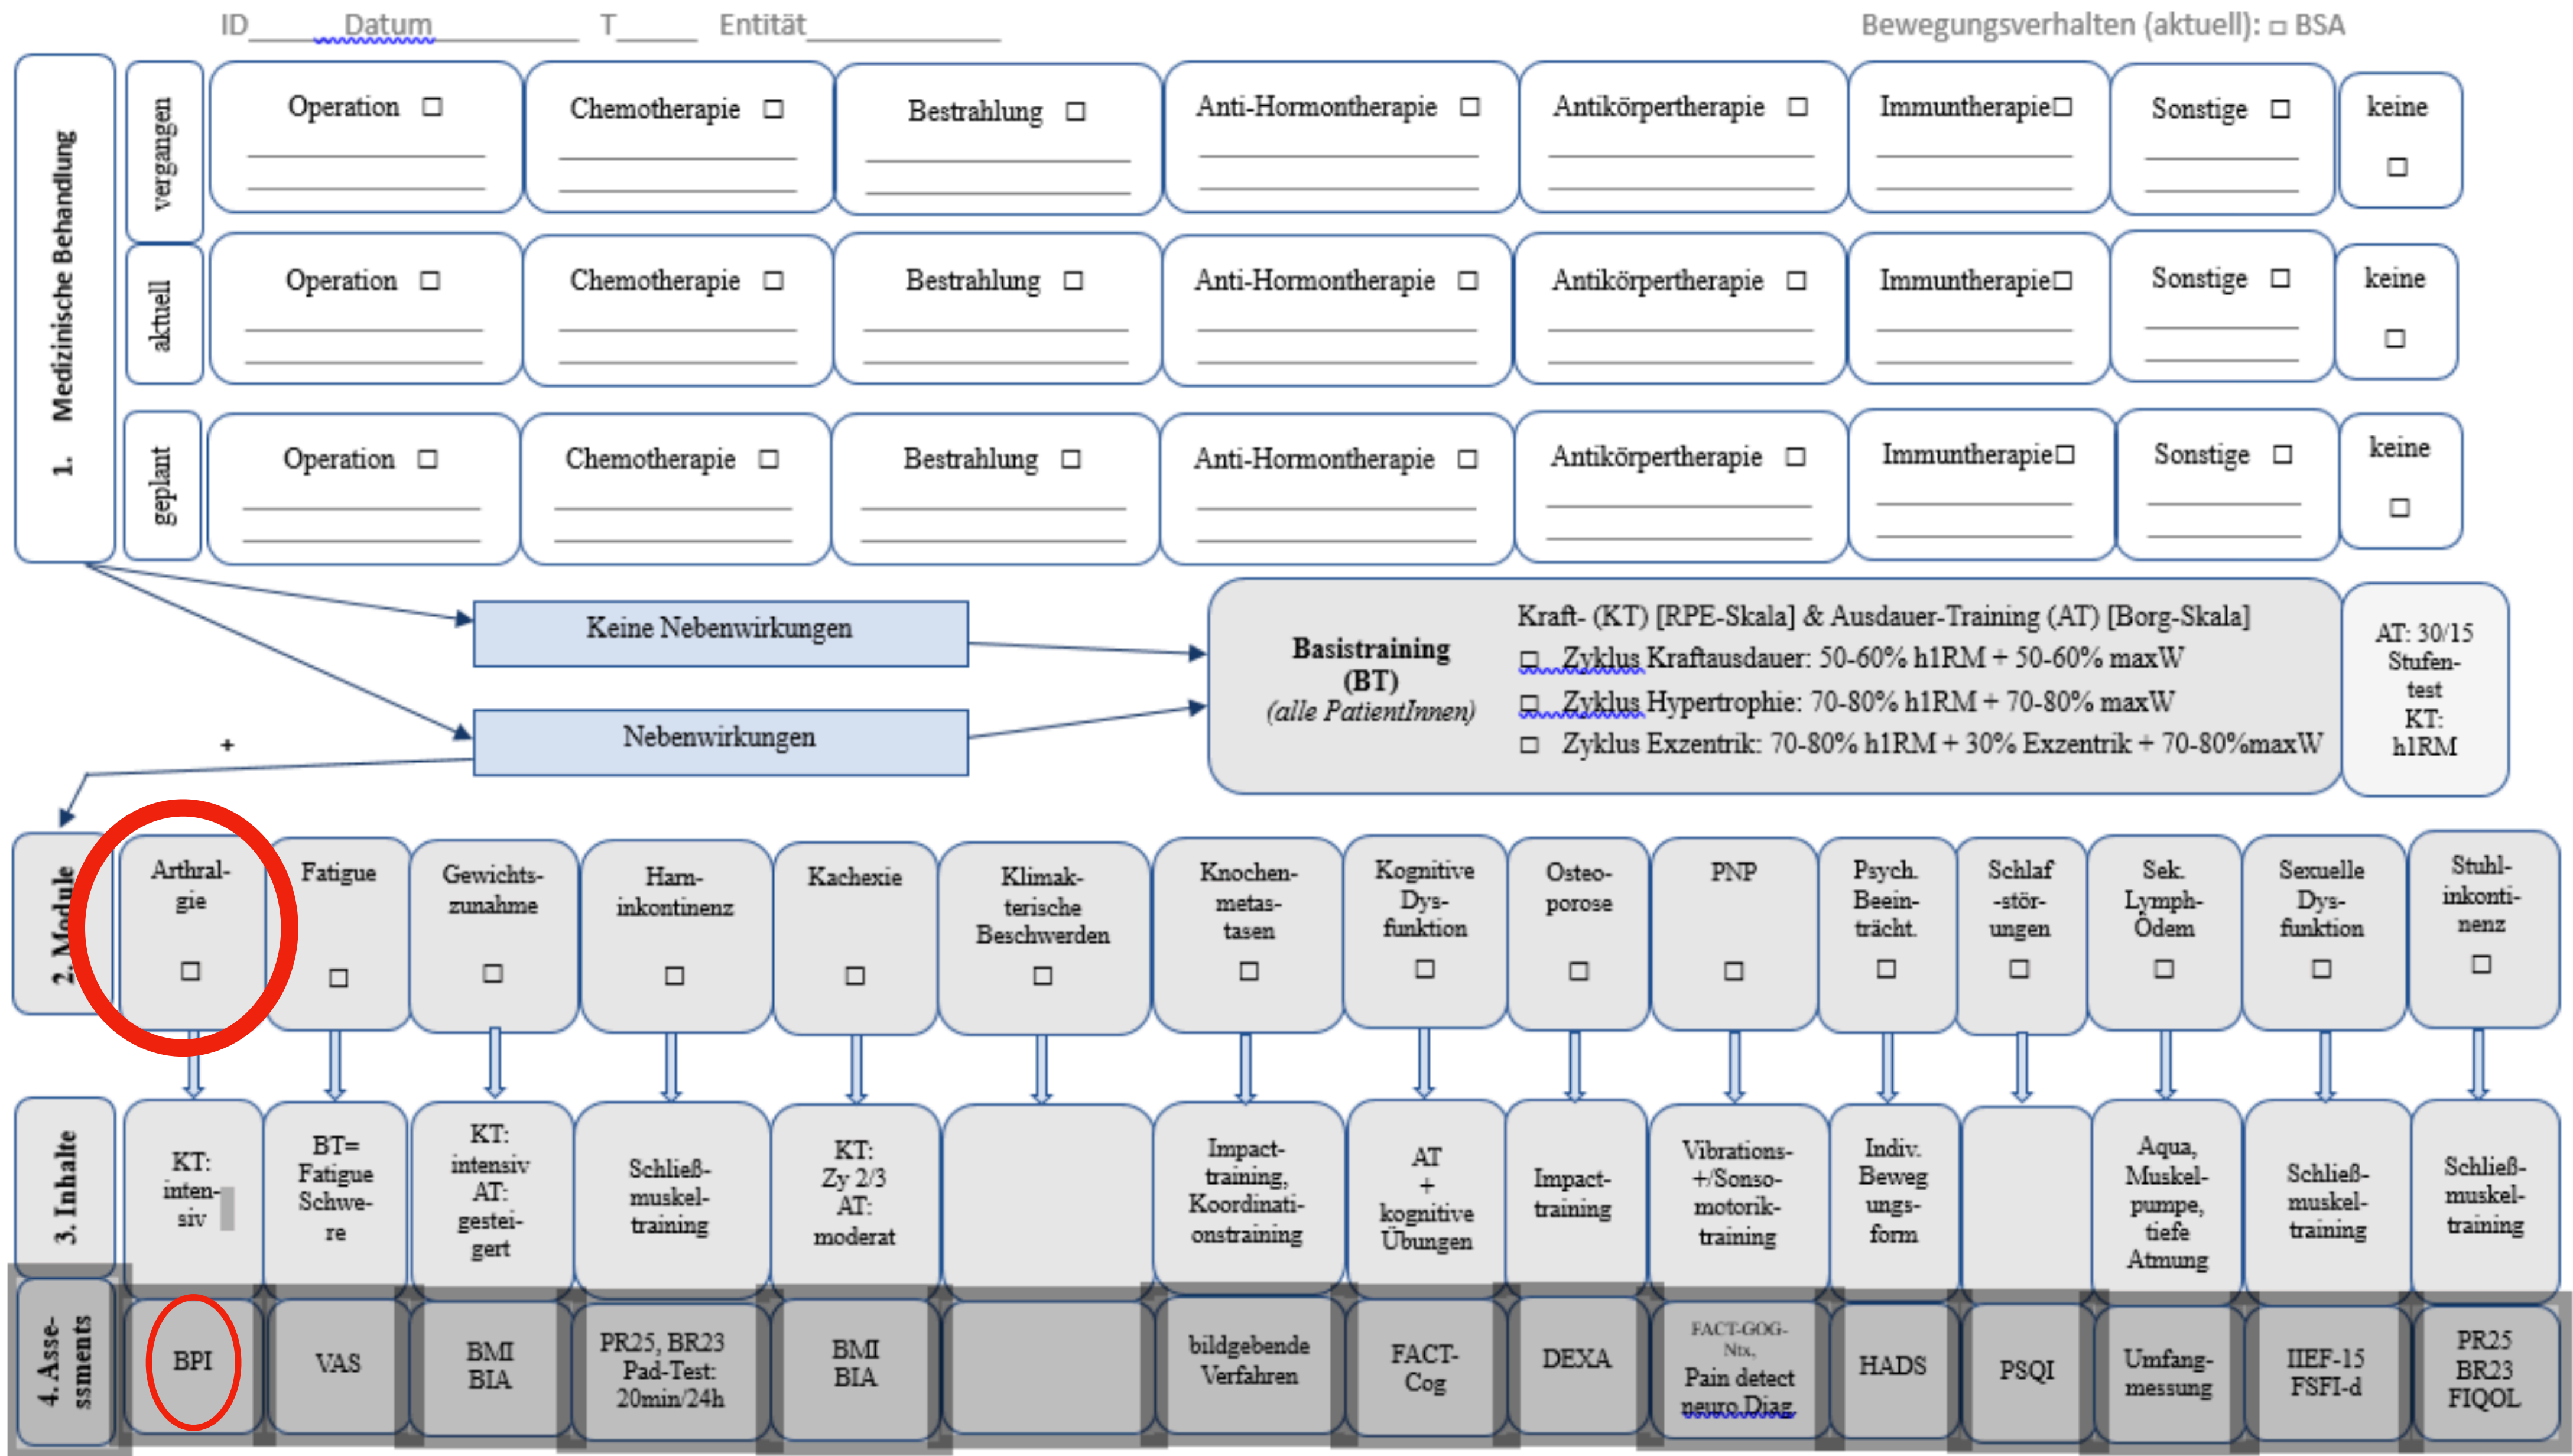 ID Datum T Entität Bewegungsverhalten (aktuell): □ BSA
1. Medizinische Behandlung
vergangen
Operation □
Chemotherapie □
Bestrahlung □
Anti-Hormontherapie □
Antikörpertherapie □
Immuntherapie□
Sonstige □
keine
□
aktuell
Operation □
Chemotherapie □
Bestrahlung □
Anti-Hormontherapie □
Antikörpertherapie □
Immuntherapie□
Sonstige □
keine
□
geplant
Operation □
Chemotherapie □
Bestrahlung □
Anti-Hormontherapie □
Antikörpertherapie □
Immuntherapie□
Sonstige □
keine
□
Keine Nebenwirkungen
Nebenwirkungen
+
Basistraining
(BT)
(alle PatientInnen)
Kraft- (KT) [RPE-Skala] & Ausdauer-Training (AT) [Borg-Skala]
□ Zyklus Kraftausdauer: 50-60% h1RM + 50-60% maxW
□ Zyklus Hypertrophie: 70-80% h1RM + 70-80% maxW
□ Zyklus Exzentrik: 70-80% h1RM + 30% Exzentrik + 70-80%maxW
AT: 30/15
Stufen-
test
KT:
h1RM
2. Module
Arthral-
gie
□
Fatigue
□
Gewichts-
zunahme
□
Harn-
inkontinenz
□
Kachexie
□
Klimak-
terische
Beschwerden
□
Knochen-
metas-
tasen
□
Kognitive
Dys-
funktion
□
Osteo-
porose
□
PNP
□
Psych.
Beein-
trächt.
□
Schlaf
-stör-
ungen
□
Sek.
Lymph-
Ödem
□
Sexuelle
Dys-
funktion
□
Stuhl-
inkonti-
nenz
□
3. Inhalte
KT:
inten-
siv
BT=
Fatigue
Schwe-
re
KT:
intensiv
AT:
gestei-
gert
Schließ-
muskel-
training
KT:
Zy 2/3
AT:
moderat
Impact-
training,
Koordinati-
onstraining
AT
+
kognitive
Übungen
Impact-
training
Vibrations-
+/Sonso-
motorik-
training
Indiv.
Beweg
ungs-
form
Aqua,
Muskel-
pumpe,
tiefe
Atmung
Schließ-
muskel-
training
Schließ-
muskel-
training
4. Asse-
ssments
BPI
VAS
BMI
BIA
PR25, BR23
Pad-Test:
20min/24h
BMI
BIA
bildgebende
Verfahren
FACT-
Cog
DEXA
FACT-GOG-
Ntx,
Pain detect
neuro.Diag.
HADS
PSQI
Umfang-
messung
IIEF-15
FSFI-d
PR25
BR23
FIQOL